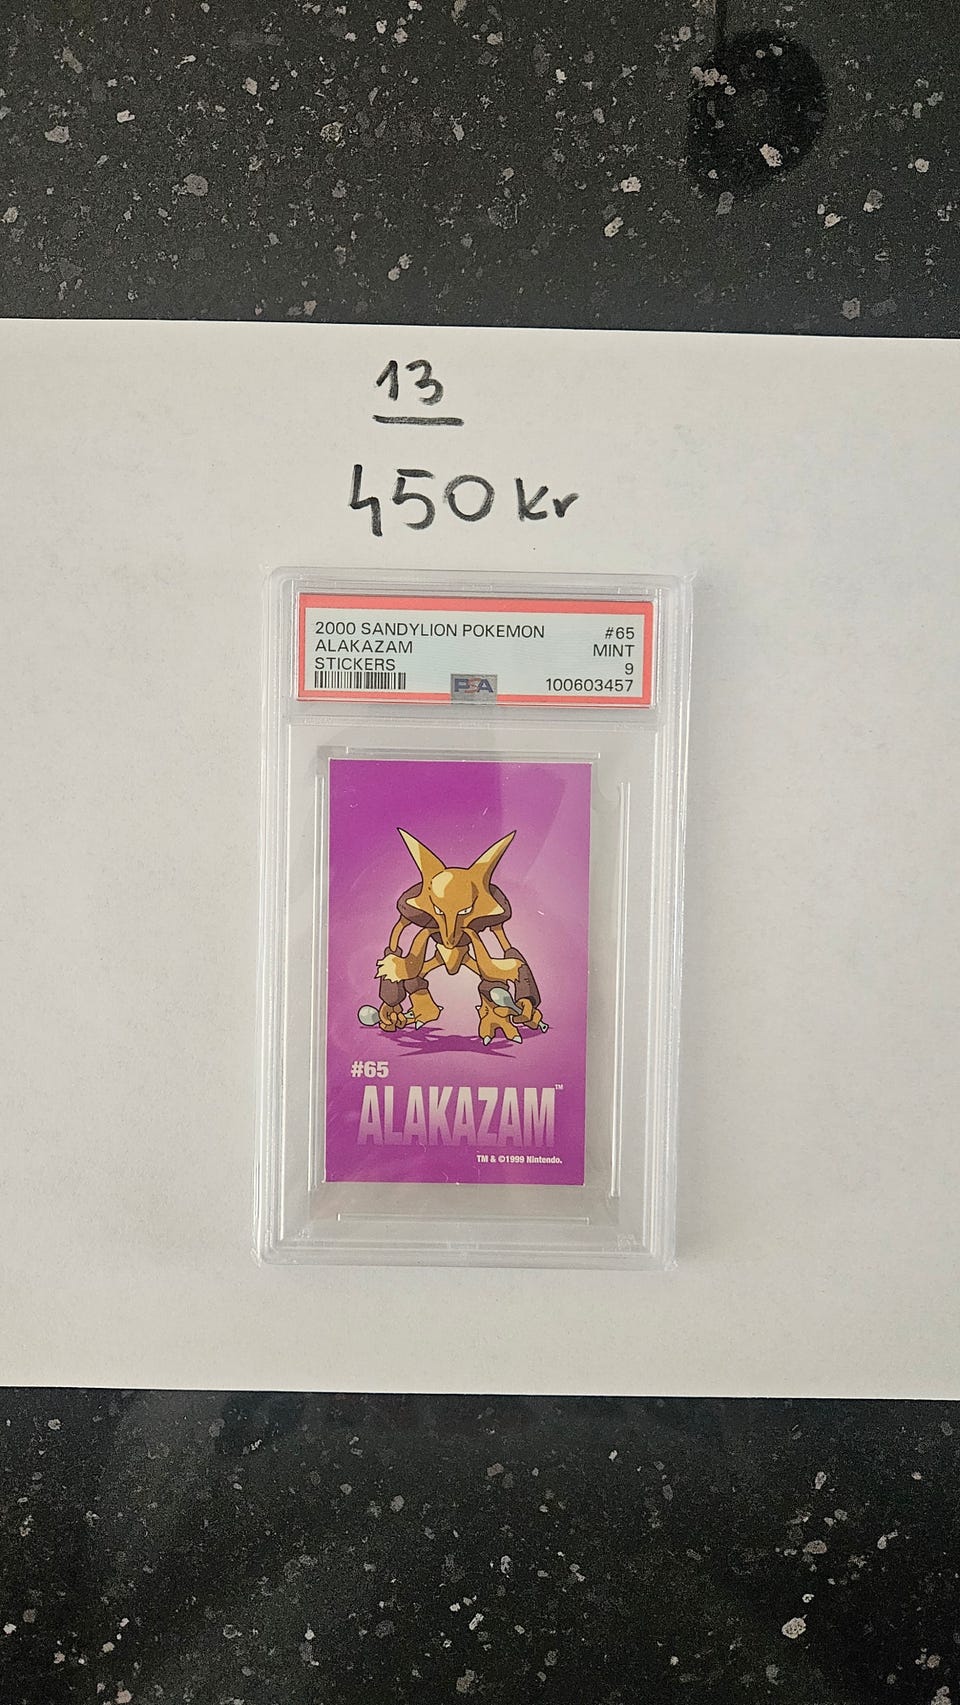 13
450 kr
2000 SANDYLION POKEMON #65
ALAKAZAM MINT
STICKERS 9
PSA 100603457
#65
ALAKAZAM™
TM & ©1999 Nintendo.